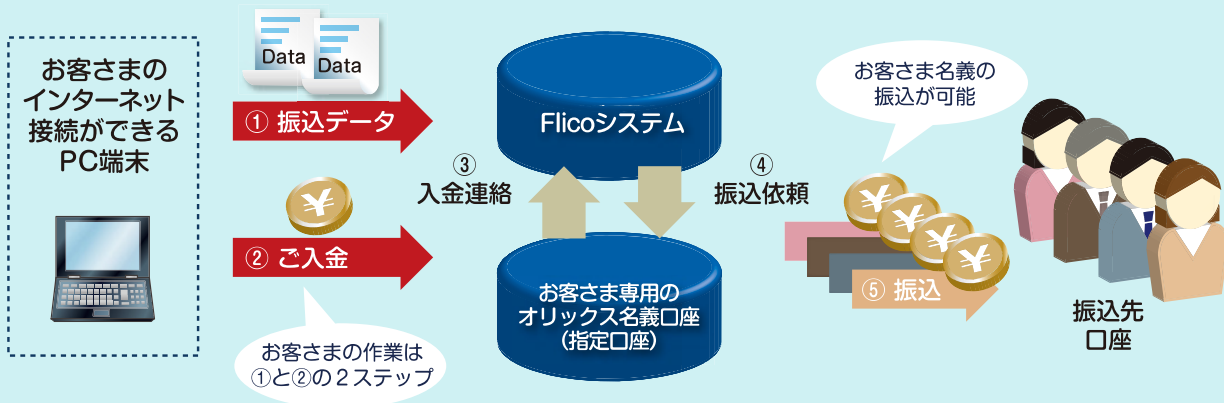 お客さまの
インターネット
接続ができる
PC端末
Data
Data
① 振込データ
¥
② ご入金
お客さまの作業は
①と②の2ステップ
Flicoシステム
③
入金連絡
④
振込依頼
お客さま専用の
オリックス名義口座
(指定口座)
お客さま名義の
振込が可能
¥
¥
¥
¥
⑤ 振込
振込先
口座